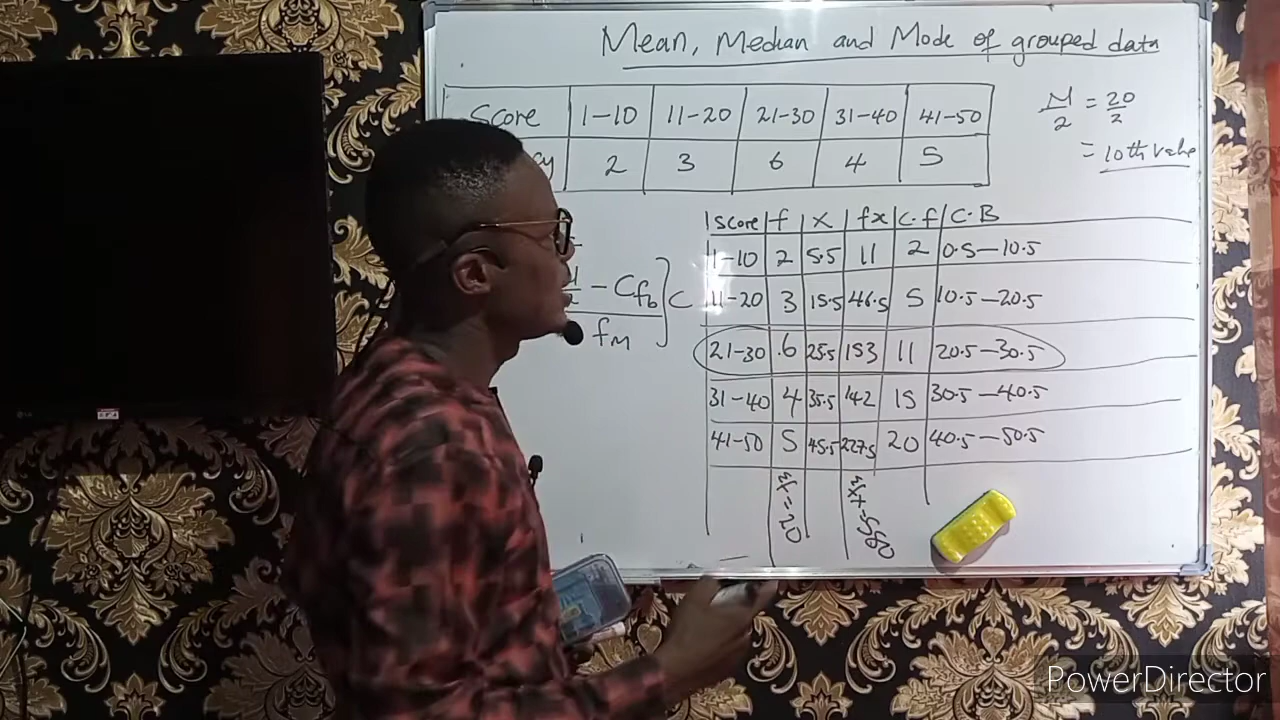 Mean, Median and Mode of grouped data
Score 1-10 11-20 21-30 31-40 41-50
cy 2 3 6 4 5
N/2 = 20/2
= 10th value
- Cfb ] C
fM
Score f x fx C.f C.B
1-10 2 5.5 11 2 0.5-10.5
11-20 3 15.5 46.5 5 10.5-20.5
21-30 6 25.5 153 11 20.5-30.5
31-40 4 35.5 142 15 30.5-40.5
41-50 5 45.5 227.5 20 40.5-50.5
=20 =580
LG
PowerDirector